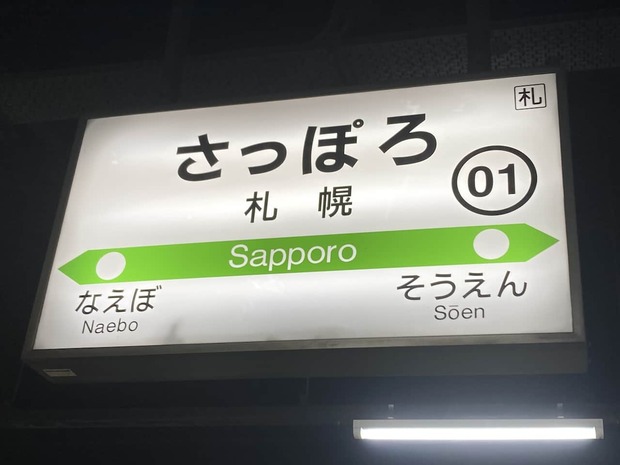 札
さっぽろ
01
札幌
Sapporo
なえぼ
Naebo
そうえん
Sōen